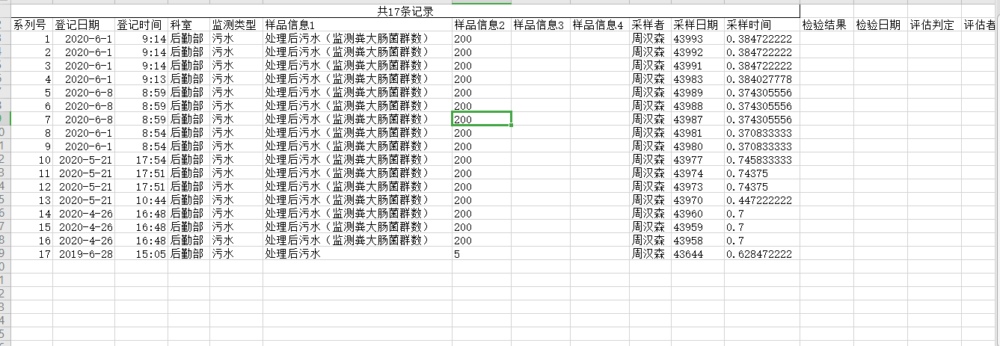 共17条记录
系列号 登记日期 登记时间 科室 监测类型 样品信息1 样品信息2 样品信息3 样品信息4 采样者 采样日期 采样时间 检验结果 检验日期 评估判定 评估者
1 2020-6-1 9:14 后勤部 污水 处理后污水（监测粪大肠菌群数） 200 周汉森 43993 0.384722222
2 2020-6-1 9:14 后勤部 污水 处理后污水（监测粪大肠菌群数） 200 周汉森 43992 0.384722222
3 2020-6-1 9:14 后勤部 污水 处理后污水（监测粪大肠菌群数） 200 周汉森 43991 0.384722222
4 2020-6-1 9:13 后勤部 污水 处理后污水（监测粪大肠菌群数） 200 周汉森 43983 0.384027778
5 2020-6-8 8:59 后勤部 污水 处理后污水（监测粪大肠菌群数） 200 周汉森 43989 0.374305556
6 2020-6-8 8:59 后勤部 污水 处理后污水（监测粪大肠菌群数） 200 周汉森 43988 0.374305556
7 2020-6-8 8:59 后勤部 污水 处理后污水（监测粪大肠菌群数） 200 周汉森 43987 0.374305556
8 2020-6-1 8:54 后勤部 污水 处理后污水（监测粪大肠菌群数） 200 周汉森 43981 0.370833333
9 2020-6-1 8:54 后勤部 污水 处理后污水（监测粪大肠菌群数） 200 周汉森 43980 0.370833333
10 2020-5-21 17:54 后勤部 污水 处理后污水（监测粪大肠菌群数） 200 周汉森 43977 0.745833333
11 2020-5-21 17:51 后勤部 污水 处理后污水（监测粪大肠菌群数） 200 周汉森 43974 0.74375
12 2020-5-21 17:51 后勤部 污水 处理后污水（监测粪大肠菌群数） 200 周汉森 43973 0.74375
13 2020-5-21 10:44 后勤部 污水 处理后污水（监测粪大肠菌群数） 200 周汉森 43970 0.447222222
14 2020-4-26 16:48 后勤部 污水 处理后污水（监测粪大肠菌群数） 200 周汉森 43960 0.7
15 2020-4-26 16:48 后勤部 污水 处理后污水（监测粪大肠菌群数） 200 周汉森 43959 0.7
16 2020-4-26 16:48 后勤部 污水 处理后污水（监测粪大肠菌群数） 200 周汉森 43958 0.7
17 2019-6-28 15:05 后勤部 污水 处理后污水 5 周汉森 43644 0.628472222